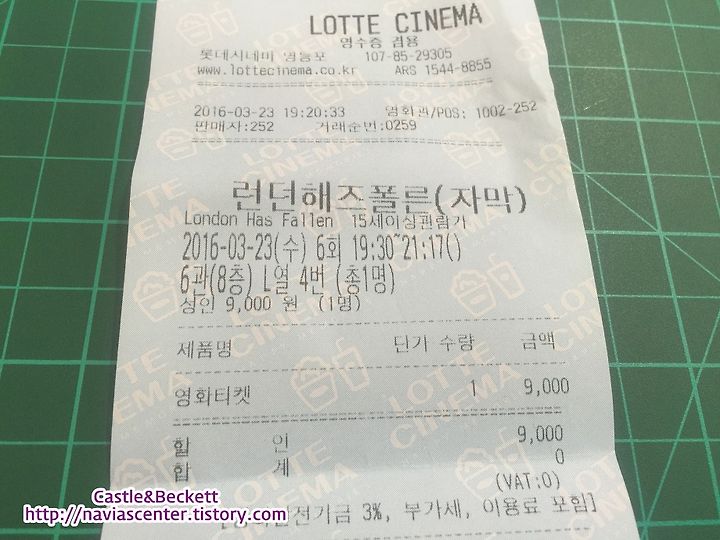 LOTTE CINEMA
영수증 겸용
롯데시네마 영등포 107-85-29305
www.lottecinema.co.kr ARS 1544-8855
2016-03-23 19:20:33 영화관/POS: 1002-252
판매자:252 거래순번:0259
런던해즈폴른(자막)
London Has Fallen 15세이상관람가
2016-03-23(수) 6회 19:30~21:17()
6관(8층) L열 4번 (총1명)
성인 9,000 원 (1명)
제품명 단가 수량 금액
영화티켓 1 9,000
할 인 9,000
합 계 0
(VAT:0)
3%, 부가세, 이용료 포함]
Castle&Beckett
http://naviascenter.tistory.com